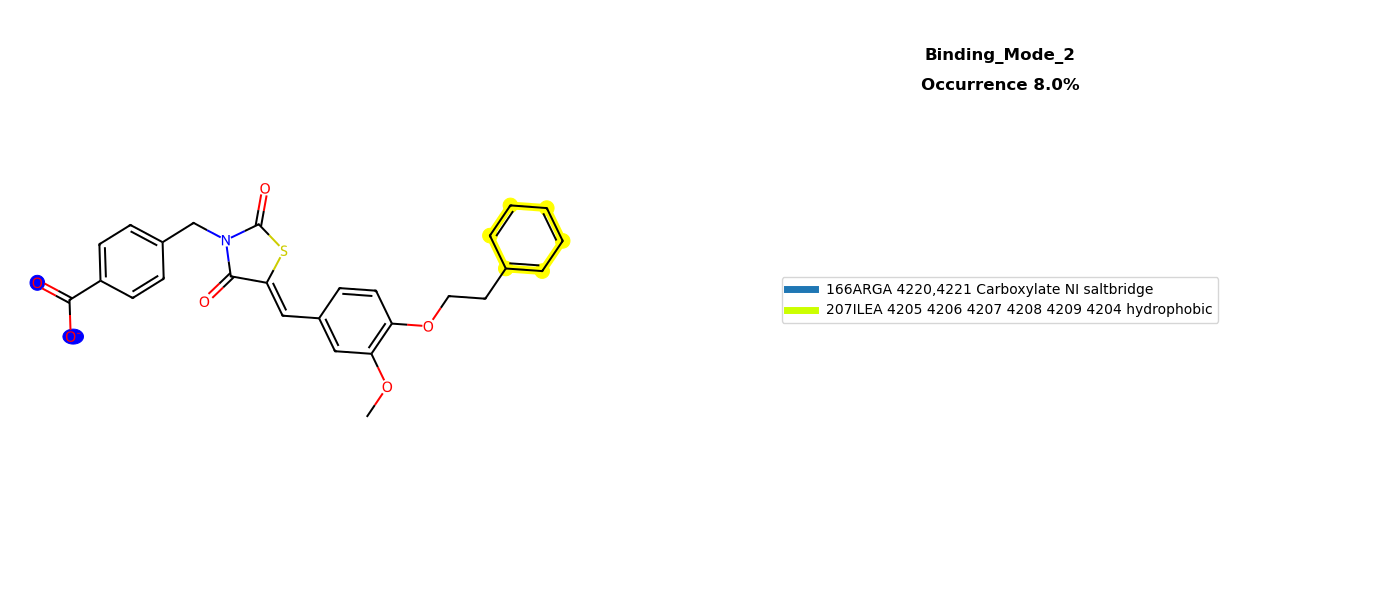 Binding_Mode_2
Occurrence 8.0%
O
N
S
O
O
O
O
O
166ARGA 4220,4221 Carboxylate NI saltbridge
207ILEA 4205 4206 4207 4208 4209 4204 hydrophobic